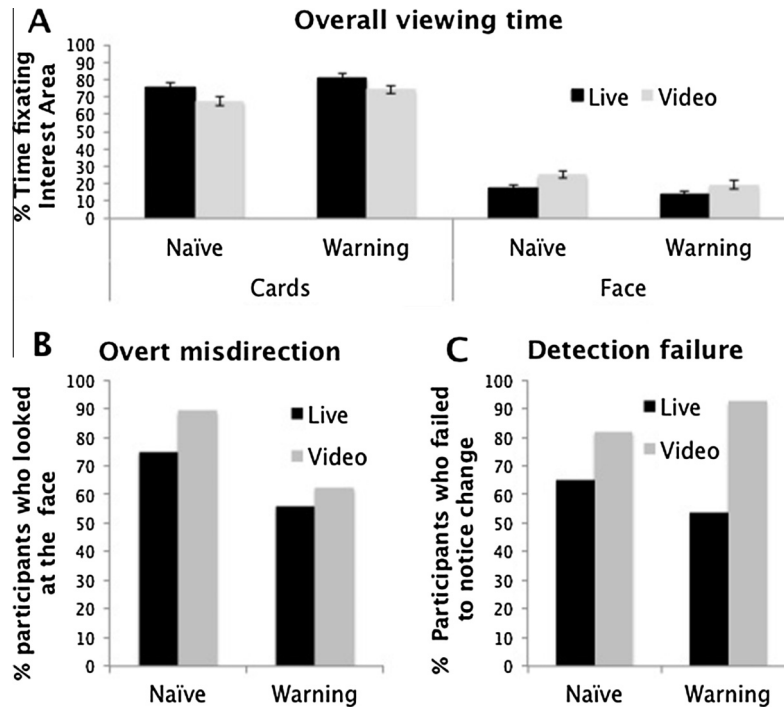 A
Overall viewing time
% Time fixating
Interest Area
100
90
80
70
60
50
40
30
20
10
0
Live
Video
Naïve
Warning
Naïve
Warning
Cards
Face
B
Overt misdirection
% participants who looked
at the face
100
90
80
70
60
50
40
30
20
10
0
Live
Video
Naïve
Warning
C
Detection failure
% Participants who failed
to notice change
100
90
80
70
60
50
40
30
20
10
0
Live
Video
Naïve
Warning